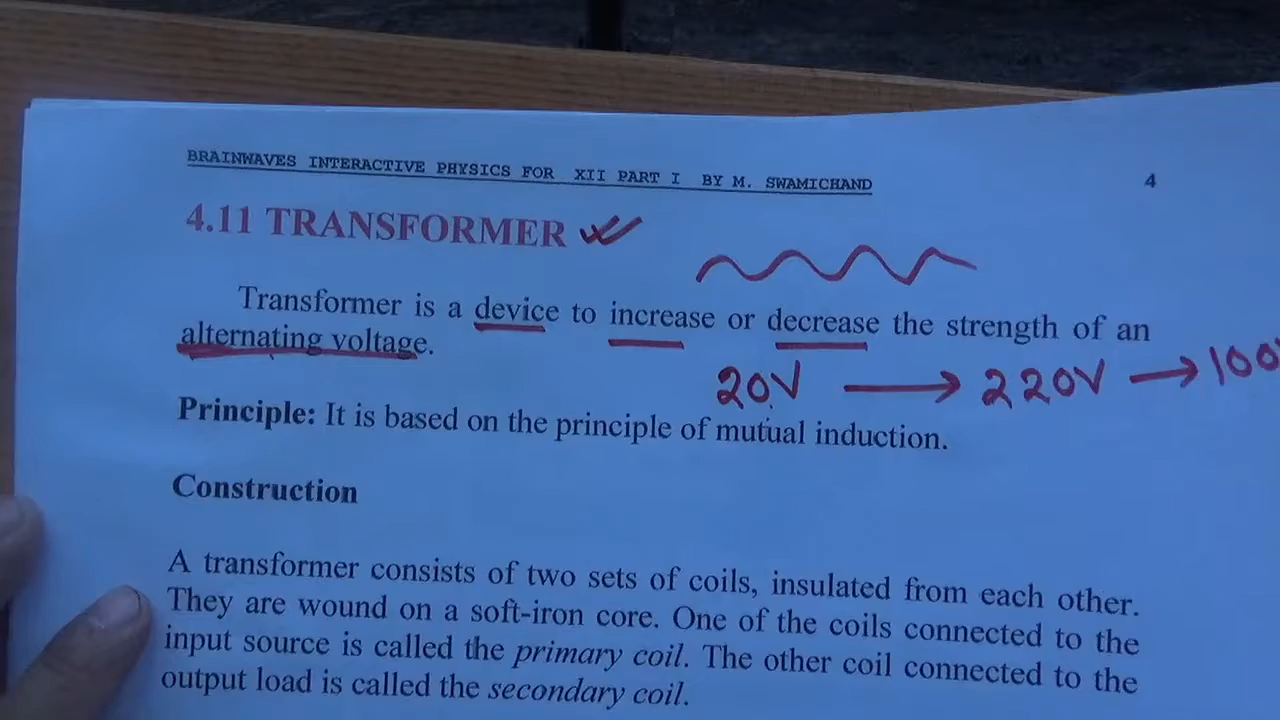 BRAINWAVES INTERACTIVE PHYSICS FOR XII PART I BY M. SWAMICHAND 4
4.11 TRANSFORMER
Transformer is a device to increase or decrease the strength of an
alternating voltage.
20V → 220V → 100
Principle: It is based on the principle of mutual induction.
Construction
A transformer consists of two sets of coils, insulated from each other.
They are wound on a soft-iron core. One of the coils connected to the
input source is called the primary coil. The other coil connected to the
output load is called the secondary coil.